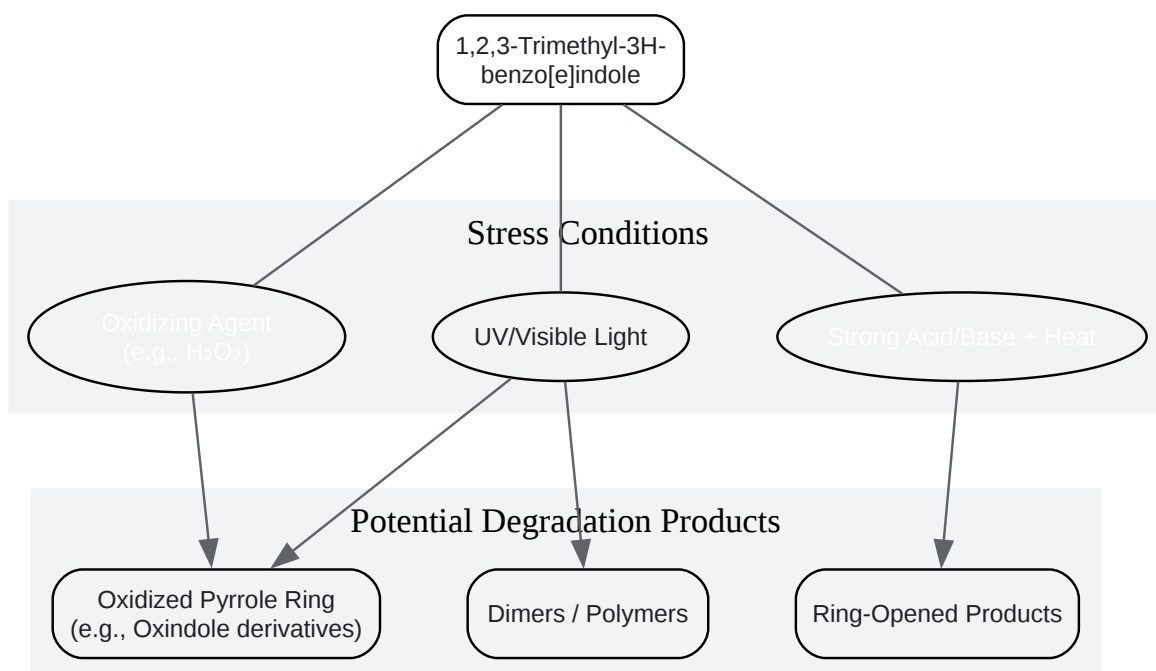 1,2,3-Trimethyl-3H-
benzo[e]indole
Stress Conditions
Oxidizing Agent
(e.g., H₂O₂)
UV/Visible Light
Strong Acid/Base + Heat
Potential Degradation Products
Oxidized Pyrrole Ring
(e.g., Oxindole derivatives)
Dimers / Polymers
Ring-Opened Products